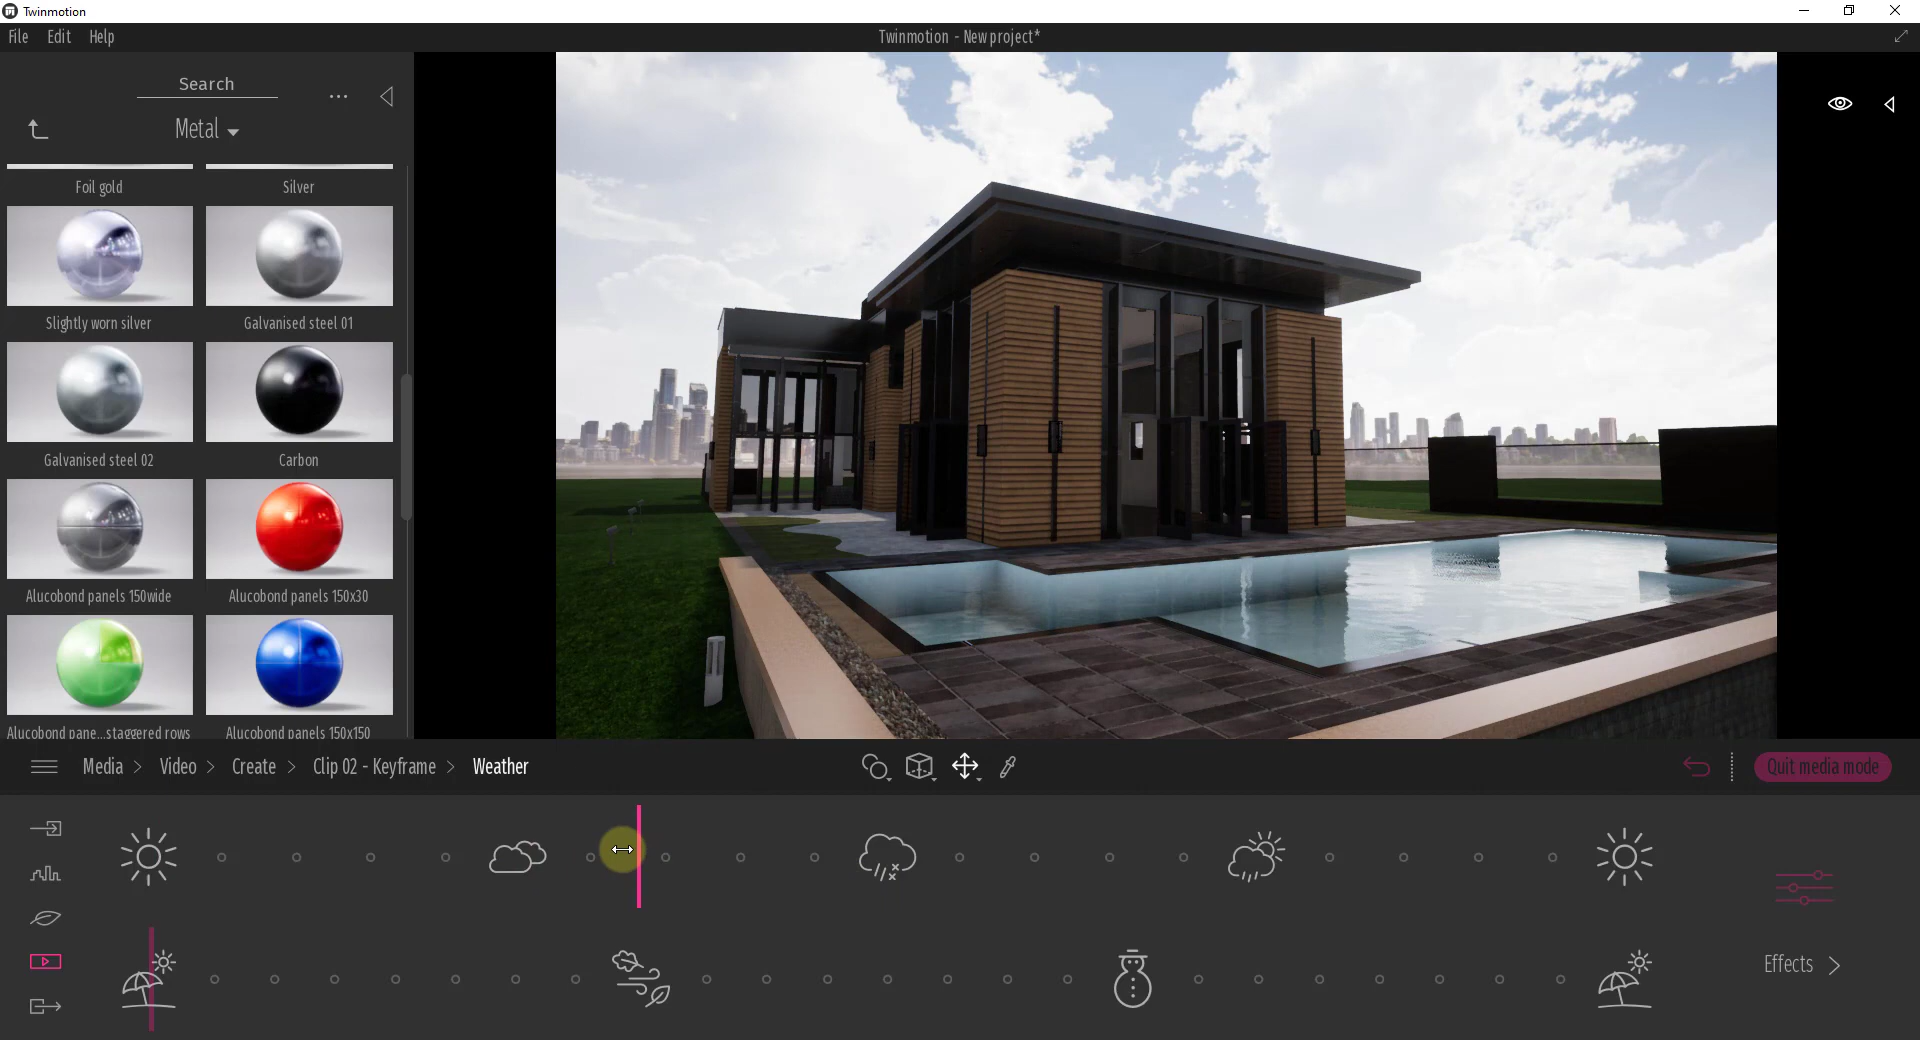 Twinmotion
File Edit Help
Twinmotion - New project*
Search
Metal
Foil gold
Silver
Slightly worn silver
Galvanised steel 01
Galvanised steel 02
Carbon
Alucobond panels 150wide
Alucobond panels 150x30
Alucobond pane...staggered rows
Alucobond panels 150x150
Media > Video > Create > Clip 02 - Keyframe > Weather
Quit media mode
Effects